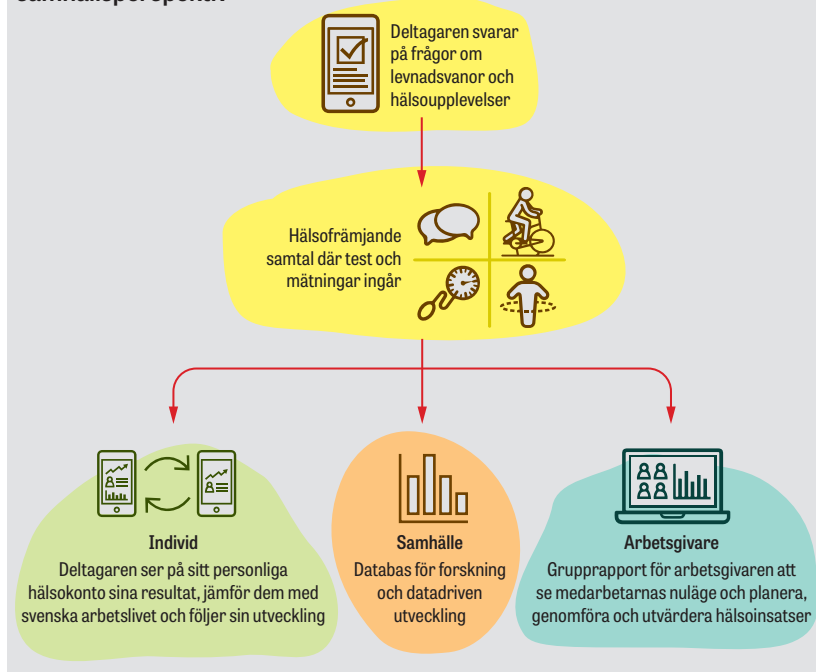 samhällsperspektiv
Deltagaren svarar
på frågor om
levnadsvanor och
hälsoupplevelser
Hälsofrämjande
samtal där test och
mätningar ingår
Individ
Deltagaren ser på sitt personliga
hälsokonto sina resultat, jämför dem med
svenska arbetslivet och följer sin utveckling
Samhälle
Databas för forskning
och datadriven
utveckling
Arbetsgivare
Grupprapport för arbetsgivaren att
se medarbetarnas nuläge och planera,
genomföra och utvärdera hälsoinsatser